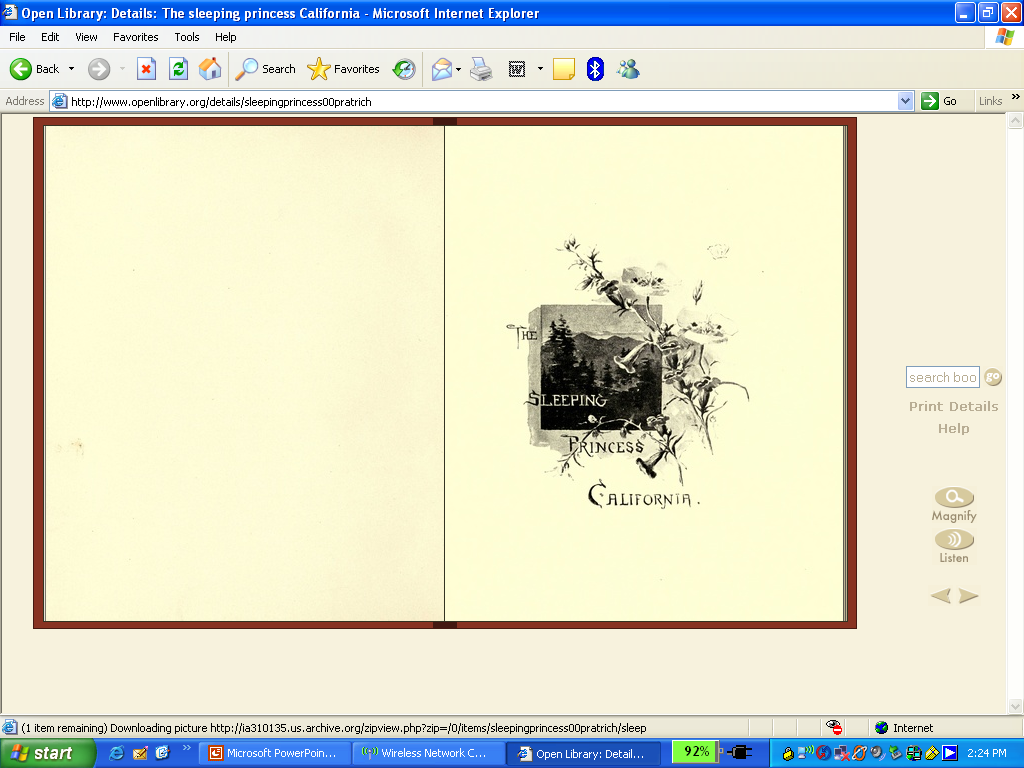 Open Library: Details: The sleeping princess California - Microsoft Internet Explorer
File Edit View Favorites Tools Help
Back Search Favorites
Address http://www.openlibrary.org/details/sleepingprincess00pratrich Go Links »
THE
SLEEPING
PRINCESS
CALIFORNIA.
search boo go
Print Details
Help
Magnify
Listen
(1 item remaining) Downloading picture http://ia310135.us.archive.org/zipview.php?zip=/0/items/sleepingprincess00pratrich/sleep Internet
start » Microsoft PowerPoin... Wireless Network C... Open Library: Detail... 92% 2:24 PM